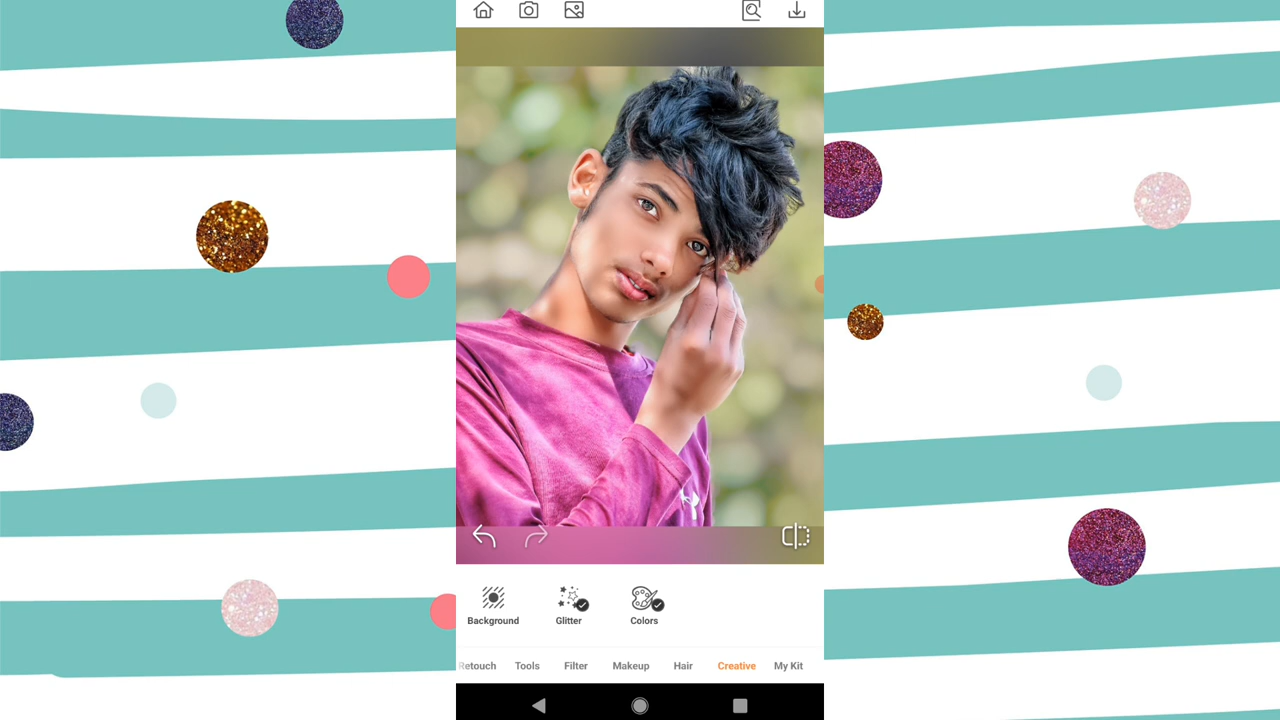 Background
Glitter
Colors
Retouch
Tools
Filter
Makeup
Hair
Creative
My Kit